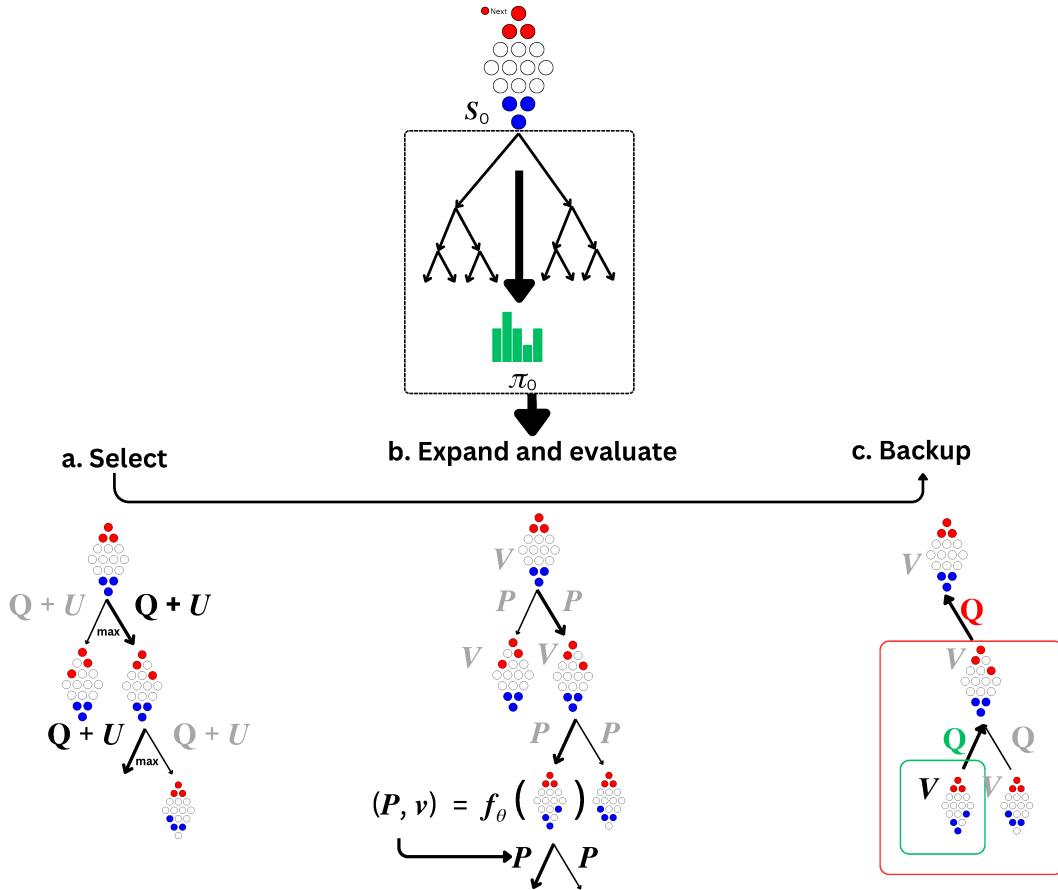 Next
S₀
π₀
a. Select
b. Expand and evaluate
c. Backup
Q + U
Q + U
max
Q + U
Q + U
max
V
P
P
V
V
P
P
(P, v) = fθ( )
P
P
V
Q
V
Q
Q
V
V